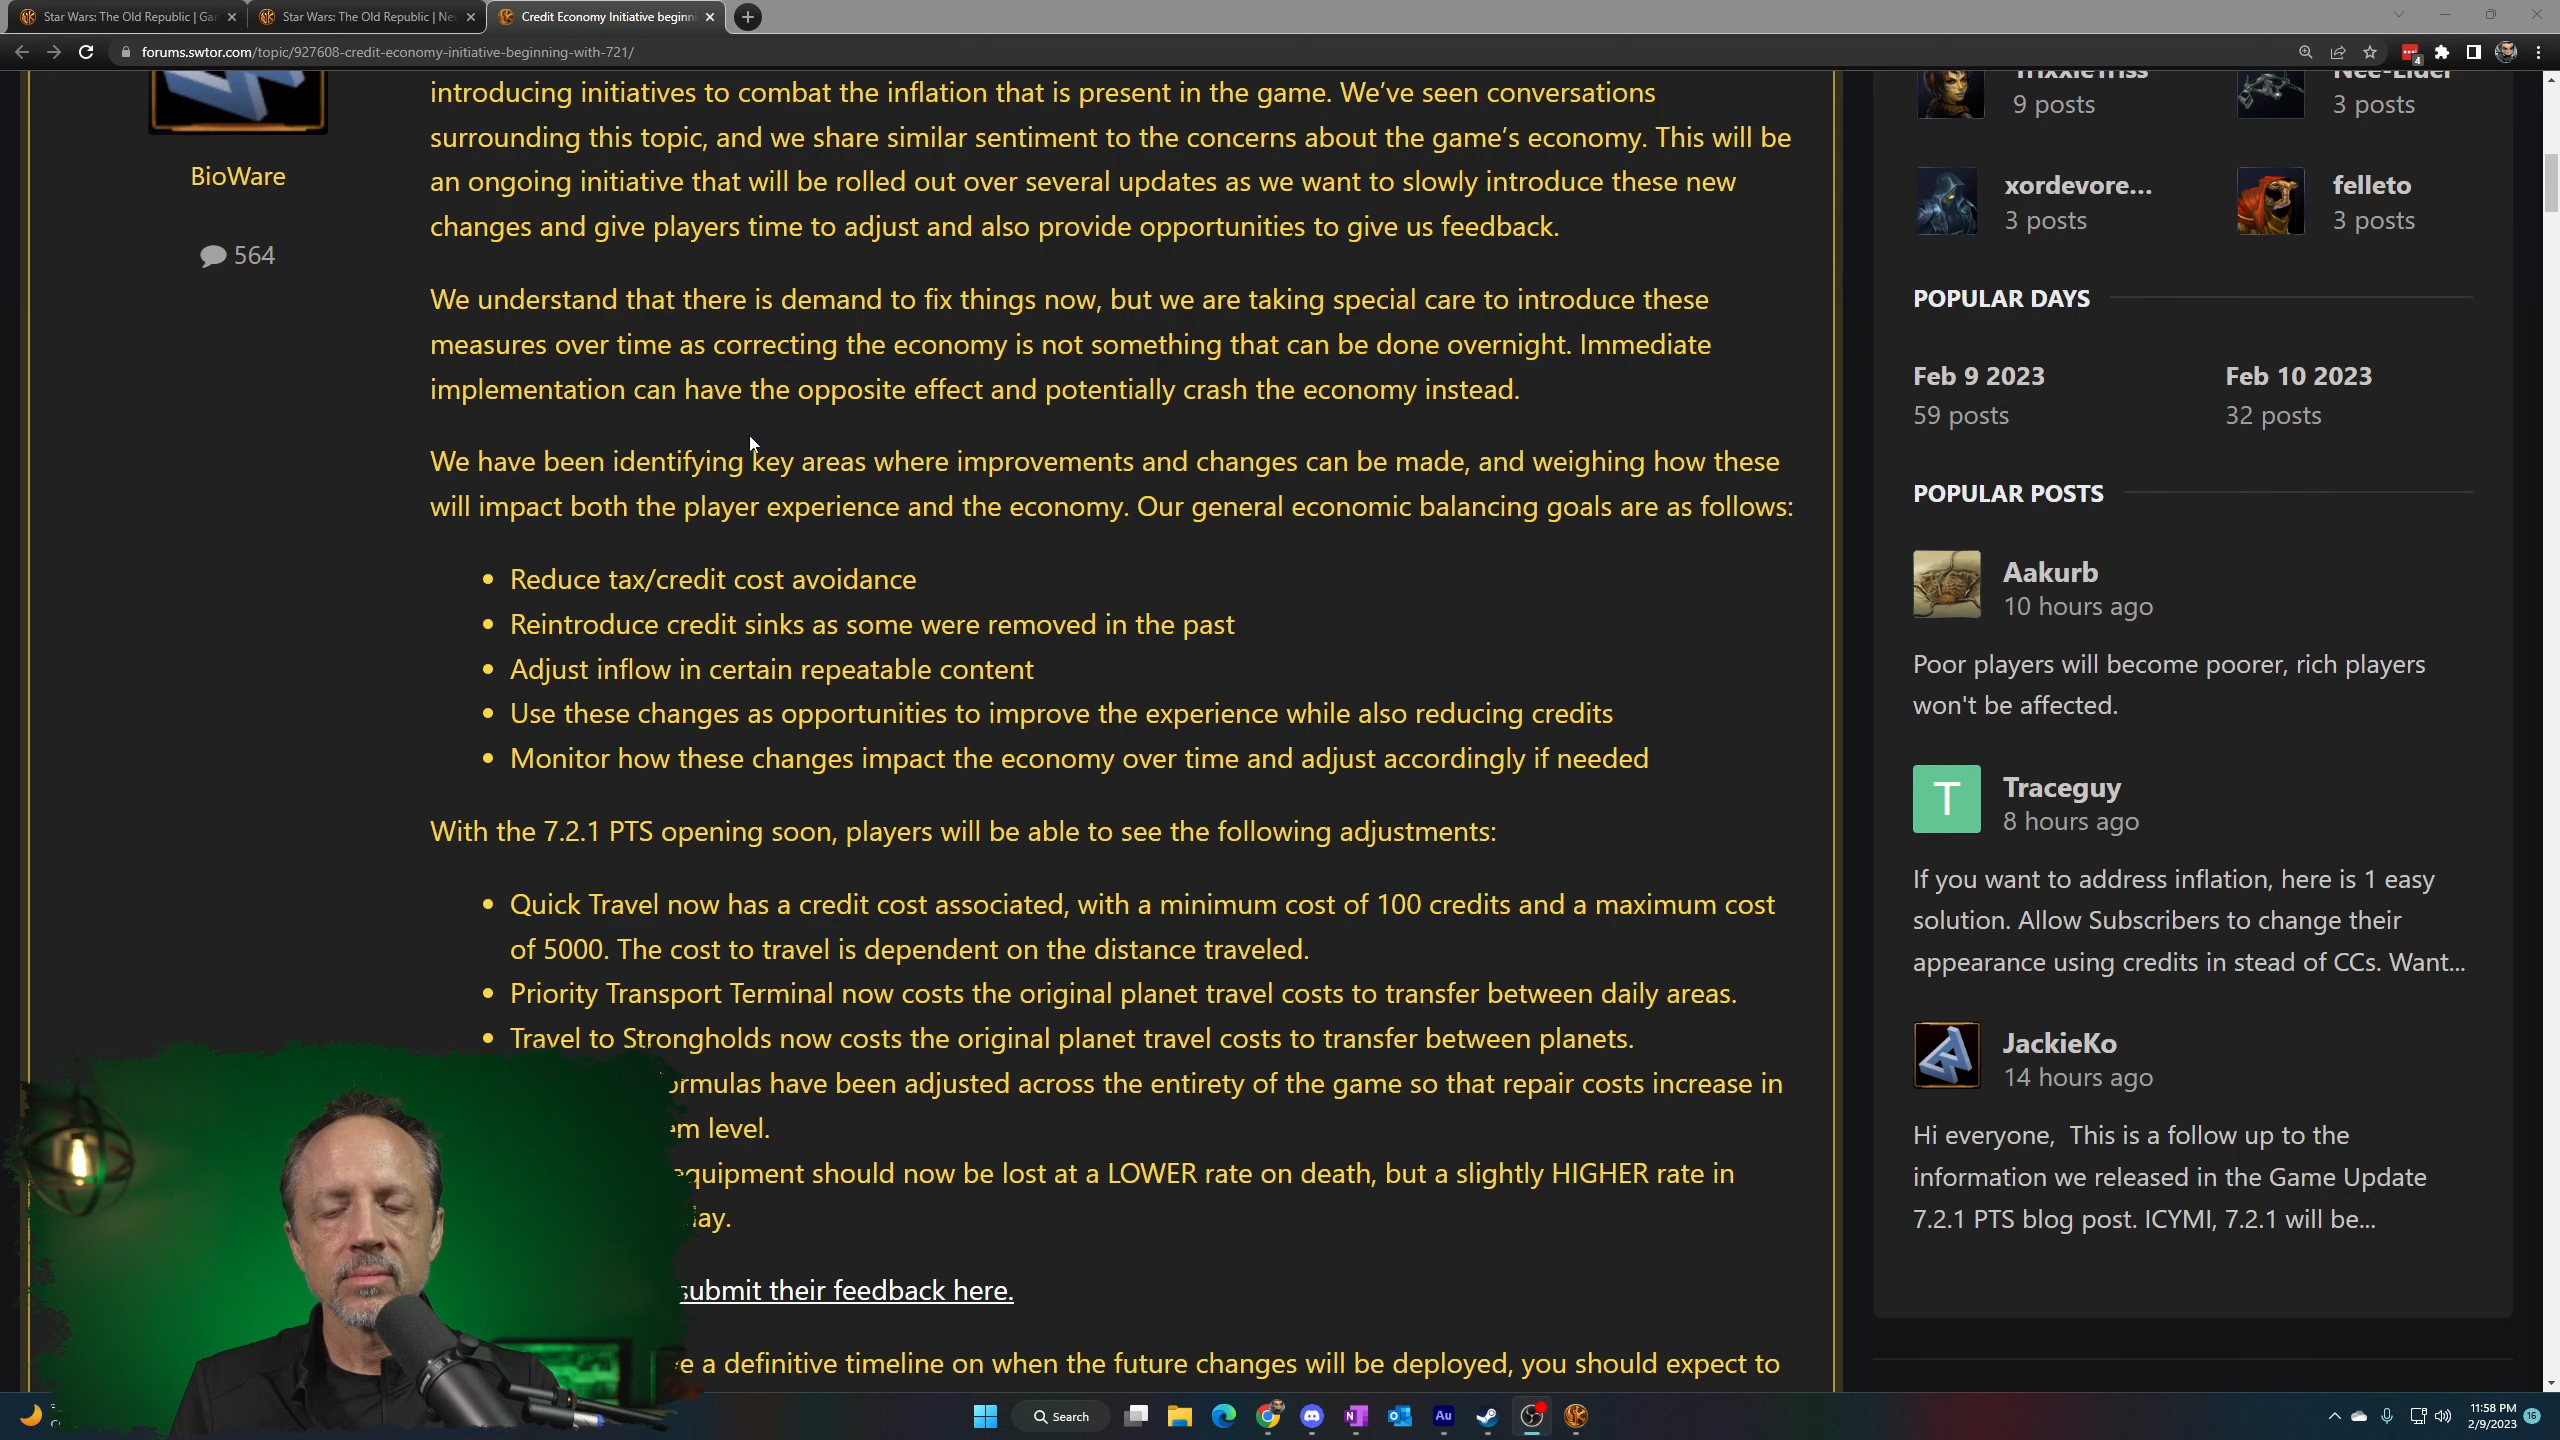 Star Wars: The Old Republic | Ga
Star Wars: The Old Republic | Ne
Credit Economy Initiative beginn
forums.swtor.com/topic/927608-credit-economy-initiative-beginning-with-721/
4
introducing initiatives to combat the inflation that is present in the game. We've seen conversations
surrounding this topic, and we share similar sentiment to the concerns about the game's economy. This will be
an ongoing initiative that will be rolled out over several updates as we want to slowly introduce these new
changes and give players time to adjust and also provide opportunities to give us feedback.
BioWare
564
We understand that there is demand to fix things now, but we are taking special care to introduce these
measures over time as correcting the economy is not something that can be done overnight. Immediate
implementation can have the opposite effect and potentially crash the economy instead.
We have been identifying key areas where improvements and changes can be made, and weighing how these
will impact both the player experience and the economy. Our general economic balancing goals are as follows:
• Reduce tax/credit cost avoidance
• Reintroduce credit sinks as some were removed in the past
• Adjust inflow in certain repeatable content
• Use these changes as opportunities to improve the experience while also reducing credits
• Monitor how these changes impact the economy over time and adjust accordingly if needed
With the 7.2.1 PTS opening soon, players will be able to see the following adjustments:
• Quick Travel now has a credit cost associated, with a minimum cost of 100 credits and a maximum cost
of 5000. The cost to travel is dependent on the distance traveled.
• Priority Transport Terminal now costs the original planet travel costs to transfer between daily areas.
• Travel to Strongholds now costs the original planet travel costs to transfer between planets.
ormulas have been adjusted across the entirety of the game so that repair costs increase in
em level.
equipment should now be lost at a LOWER rate on death, but a slightly HIGHER rate in
lay.
submit their feedback here.
e a definitive timeline on when the future changes will be deployed, you should expect to
TrixxieTriss
9 posts
Nee-Elder
3 posts
xordevore...
3 posts
felleto
3 posts
POPULAR DAYS
Feb 9 2023
59 posts
Feb 10 2023
32 posts
POPULAR POSTS
Aakurb
10 hours ago
Poor players will become poorer, rich players
won't be affected.
T
Traceguy
8 hours ago
If you want to address inflation, here is 1 easy
solution. Allow Subscribers to change their
appearance using credits in stead of CCs. Want...
JackieKo
14 hours ago
Hi everyone, This is a follow up to the
information we released in the Game Update
7.2.1 PTS blog post. ICYMI, 7.2.1 will be...
Search
Au
11:58 PM
2/9/2023
16